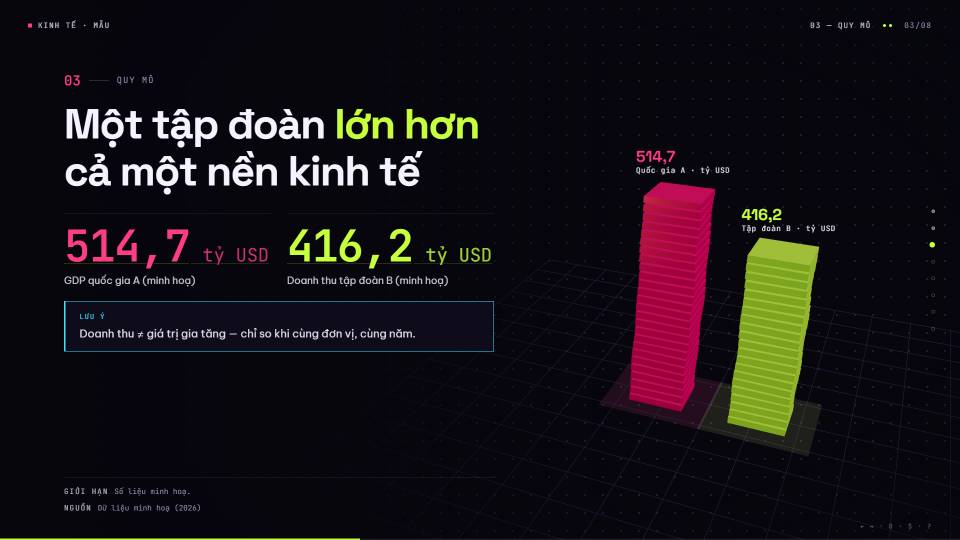 KINH TẾ · MẪU
03 — QUY MÔ 03/08
03 — QUY MÔ
Một tập đoàn lớn hơn
cả một nền kinh tế
514,7 tỷ USD
GDP quốc gia A (minh hoạ)
416,2 tỷ USD
Doanh thu tập đoàn B (minh hoạ)
LƯU Ý
Doanh thu ≠ giá trị gia tăng — chỉ so khi cùng đơn vị, cùng năm.
514,7
Quốc gia A · tỷ USD
416,2
Tập đoàn B · tỷ USD
GIỚI HẠN Số liệu minh hoạ.
NGUỒN Dữ liệu minh hoạ (2026)